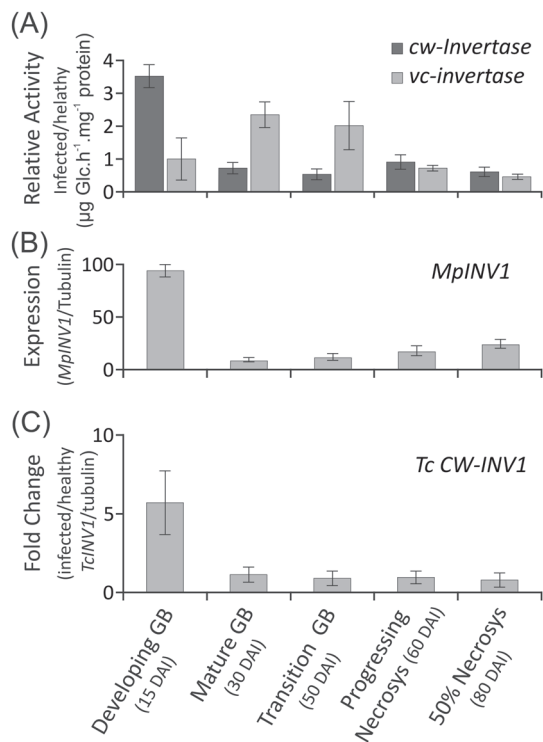 (A)
cw-Invertase
vc-invertase
Relative Activity
Infected/helathy
(µg Glc.h⁻¹.mg⁻¹ protein)
4
3
2
1
0
(B)
MpINV1
Expression
(MpINV1/Tubulin)
100
50
0
(C)
Tc CW-INV1
Fold Change
(infected/healthy
TcINV1/tubulin)
10
5
0
Developing GB
(15 DAI)
Mature GB
(30 DAI)
Transition GB
(50 DAI)
Progressing
Necrosys (60 DAI)
50% Necrosys
(80 DAI)